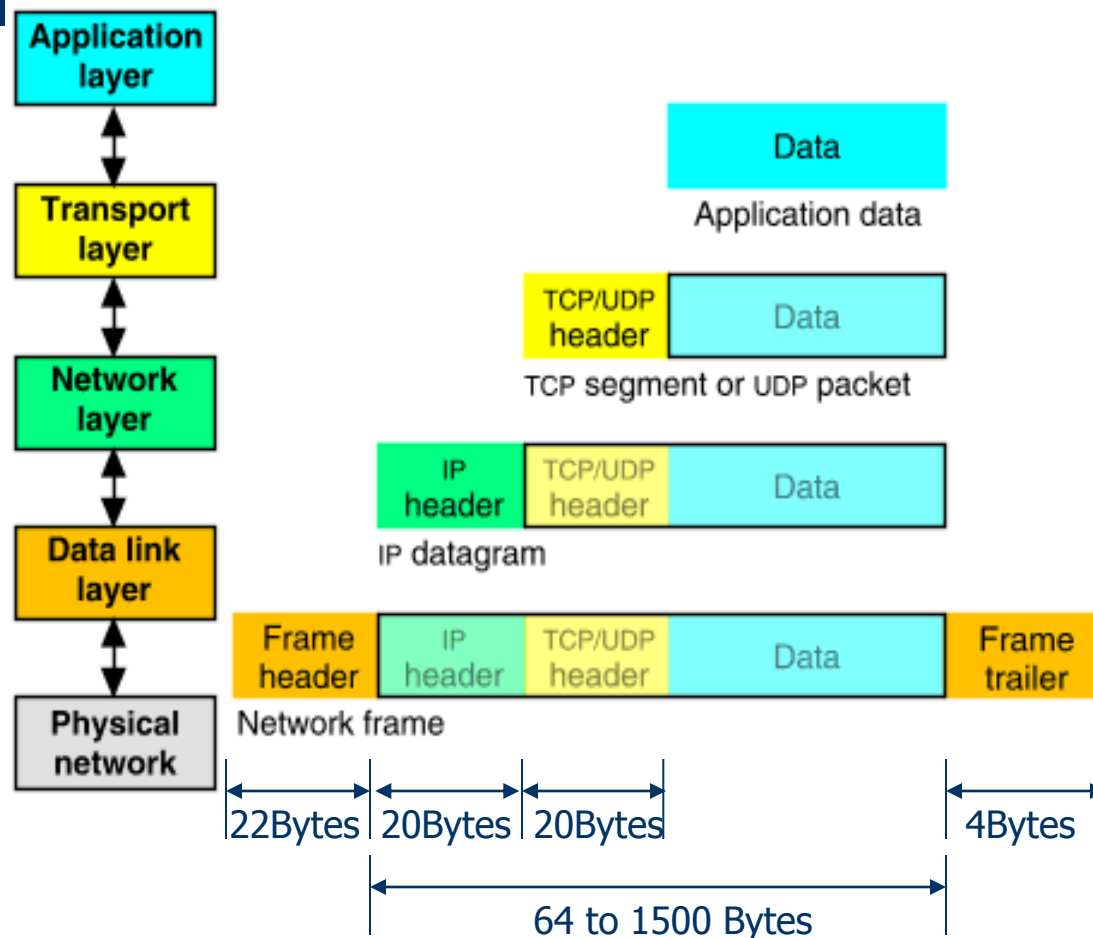 Application
layer
Data
Application data
Transport
layer
TCP/UDP
header
Data
TCP segment or UDP packet
Network
layer
IP
header
TCP/UDP
header
Data
IP datagram
Data link
layer
Frame
header
IP
header
TCP/UDP
header
Data
Frame
trailer
Network frame
Physical
network
22Bytes
20Bytes
20Bytes
4Bytes
64 to 1500 Bytes